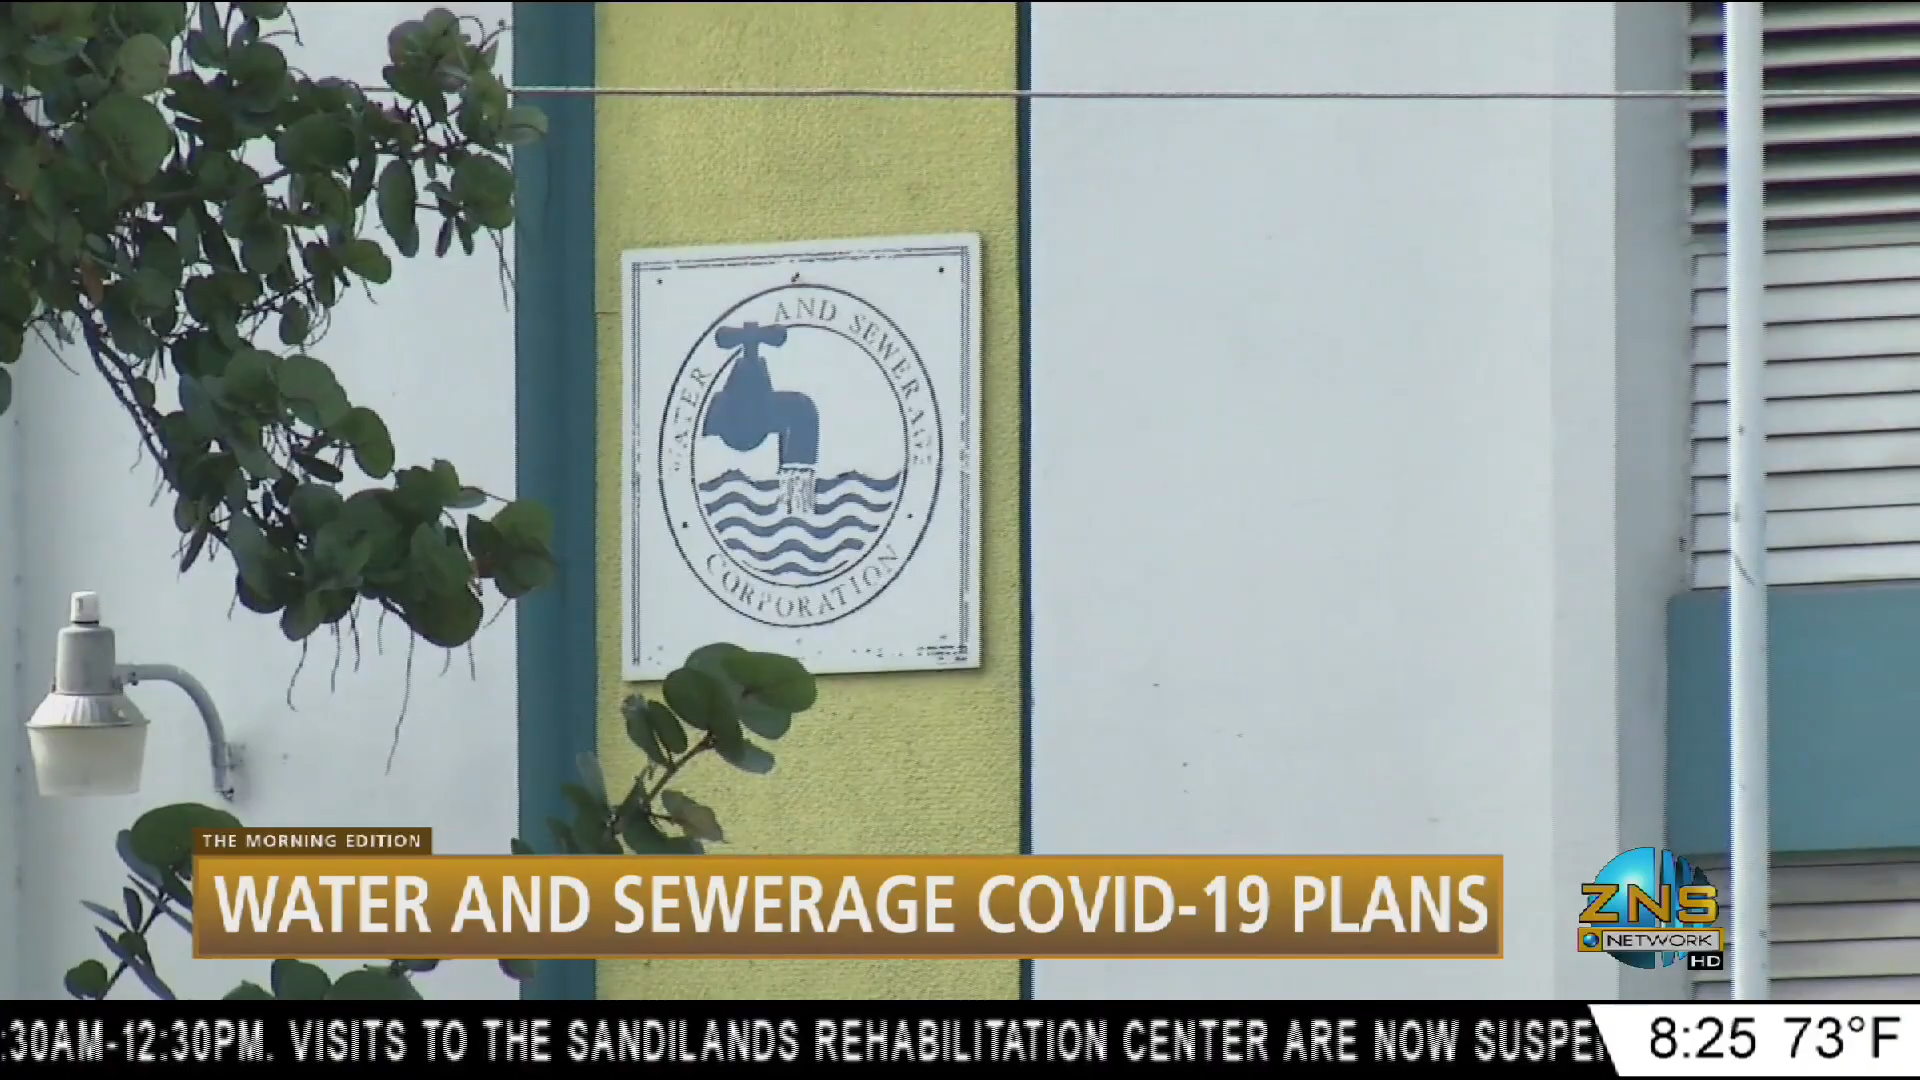 WATER AND SEWERAGE
CORPORATION
THE MORNING EDITION
WATER AND SEWERAGE COVID-19 PLANS
ZNS
NETWORK
HD
:30AM-12:30PM. VISITS TO THE SANDILANDS REHABILITATION CENTER ARE NOW SUSPE
8:25 73°F